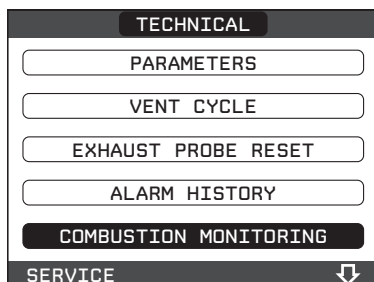 TECHNICAL
PARAMETERS
VENT CYCLE
EXHAUST PROBE RESET
ALARM HISTORY
COMBUSTION MONITORING
SERVICE